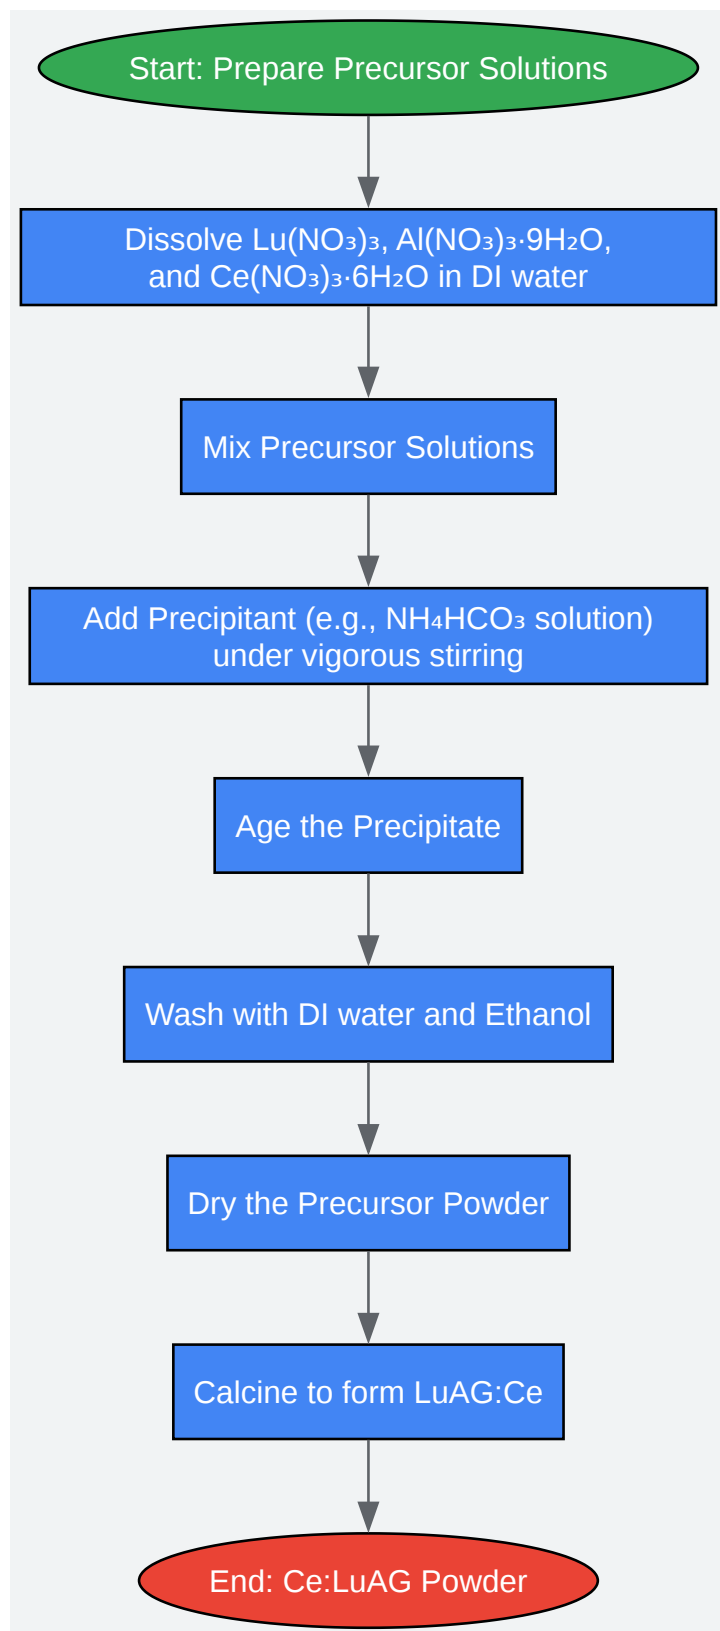 Start: Prepare Precursor Solutions
Dissolve Lu(NO₃)₃, Al(NO₃)₃·9H₂O,
and Ce(NO₃)₃·6H₂O in DI water
Mix Precursor Solutions
Add Precipitant (e.g., NH₄HCO₃ solution)
under vigorous stirring
Age the Precipitate
Wash with DI water and Ethanol
Dry the Precursor Powder
Calcine to form LuAG:Ce
End: Ce:LuAG Powder